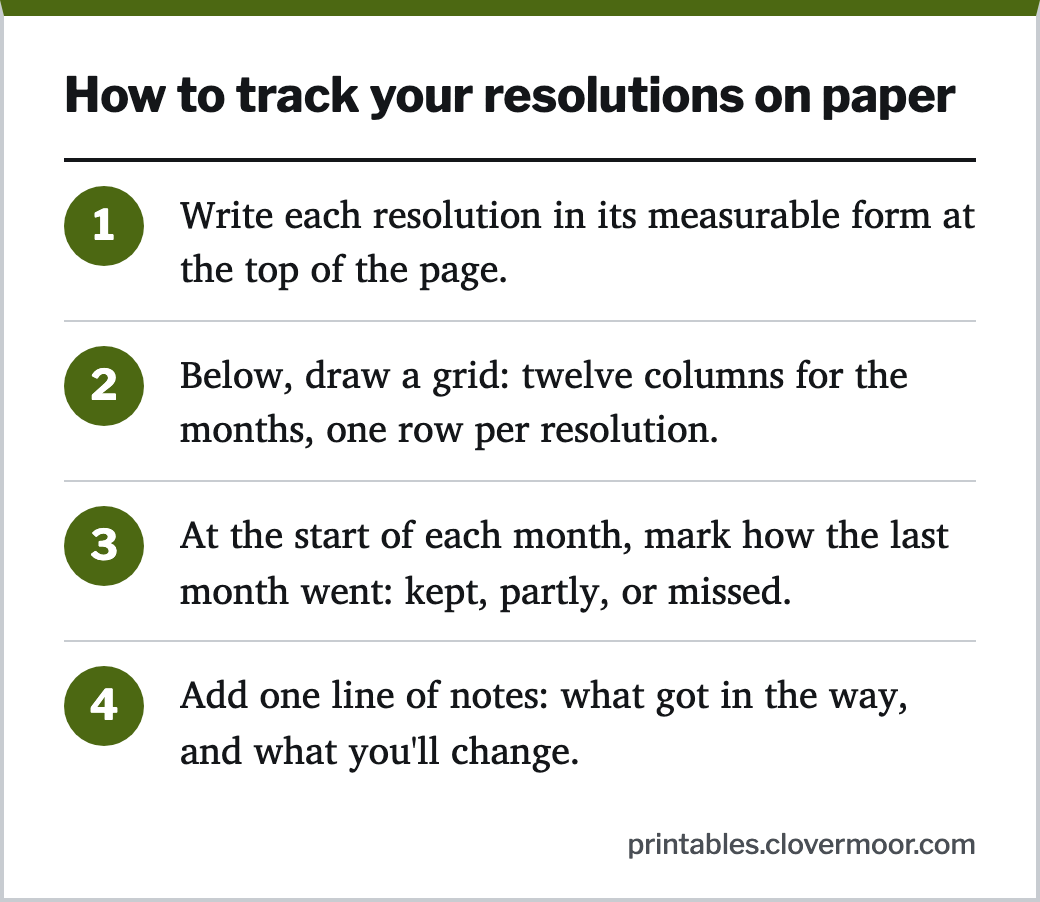 How to track your resolutions on paper
1
Write each resolution in its measurable form at
the top of the page.
2
Below, draw a grid: twelve columns for the
months, one row per resolution.
3
At the start of each month, mark how the last
month went: kept, partly, or missed.
4
Add one line of notes: what got in the way,
and what you'll change.
printables.clovermoor.com